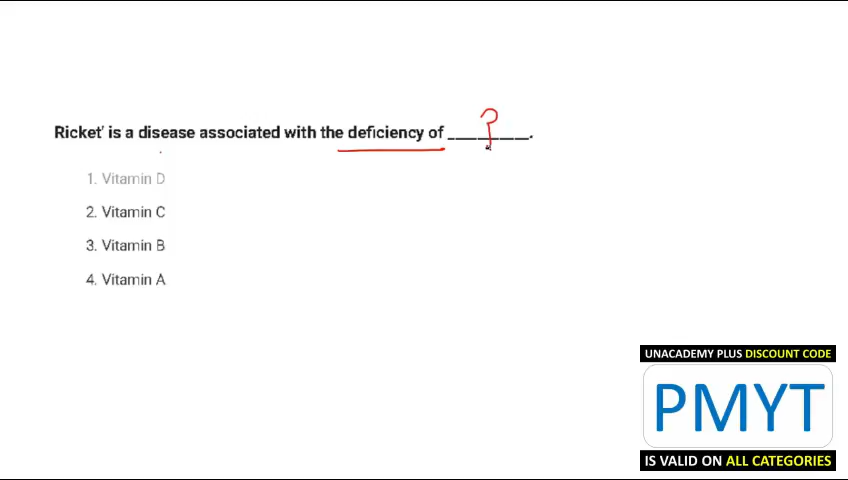 Ricket' is a disease associated with the deficiency of ________.
?
1. Vitamin D
2. Vitamin C
3. Vitamin B
4. Vitamin A
UNACADEMY PLUS DISCOUNT CODE
PMYT
IS VALID ON ALL CATEGORIES